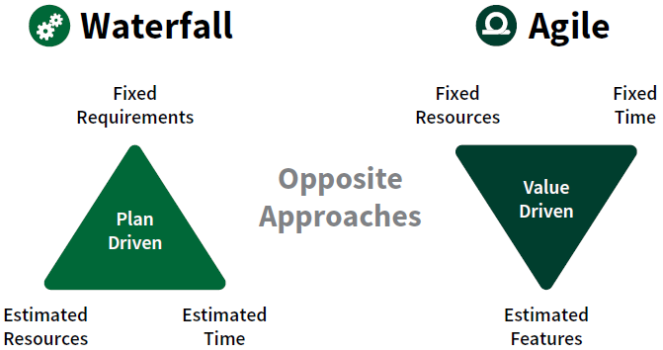 Waterfall
Agile
Fixed
Requirements
Fixed
Resources
Fixed
Time
Opposite
Approaches
Plan
Driven
Value
Driven
Estimated
Resources
Estimated
Time
Estimated
Features